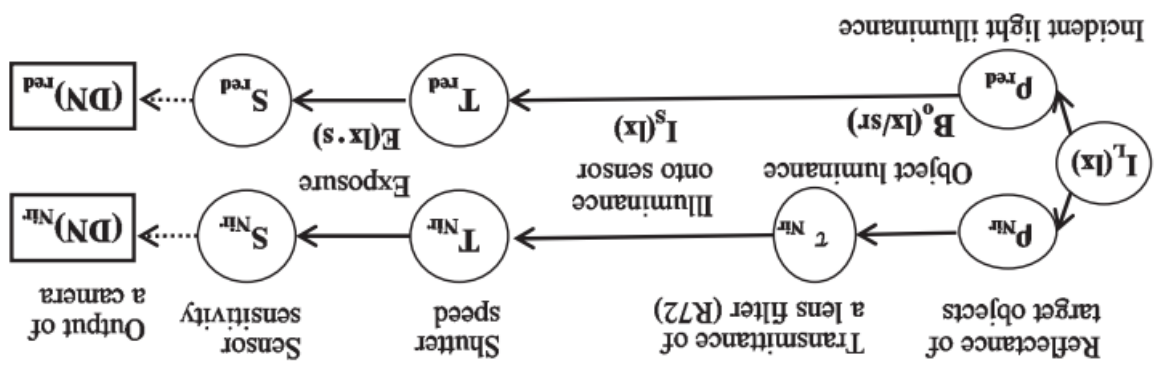 Reflectance of
target objects
Transmittance of
a lens filter (R72)
Shutter
speed
Sensor
sensitivity
Output of
a camera
ρNir
τ Nir
TNir
SNir
(DN)Nir
IL(lx)
Object luminance
Bo(lx/sr)
Illuminance
onto sensor
IS(lx)
Exposure
E(lx·s)
ρred
Tred
Sred
(DN)red
Incident light illuminance